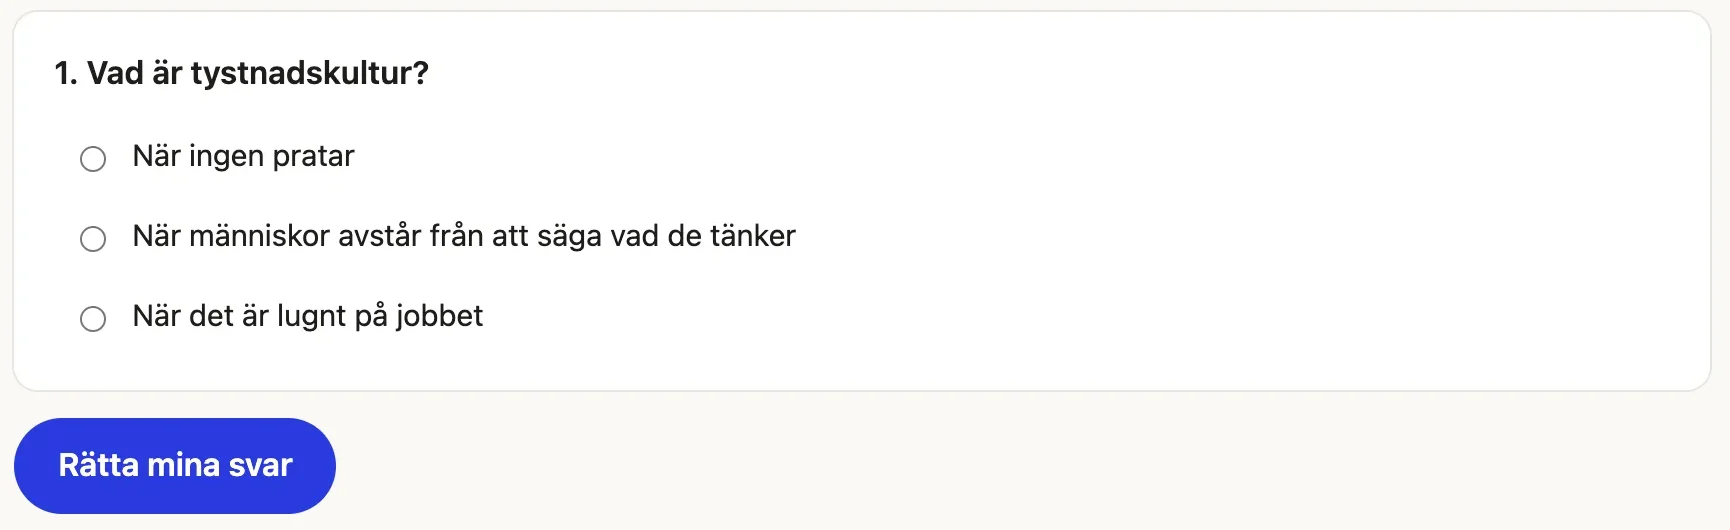 1. Vad är tystnadskultur?
När ingen pratar
När människor avstår från att säga vad de tänker
När det är lugnt på jobbet
Rätta mina svar